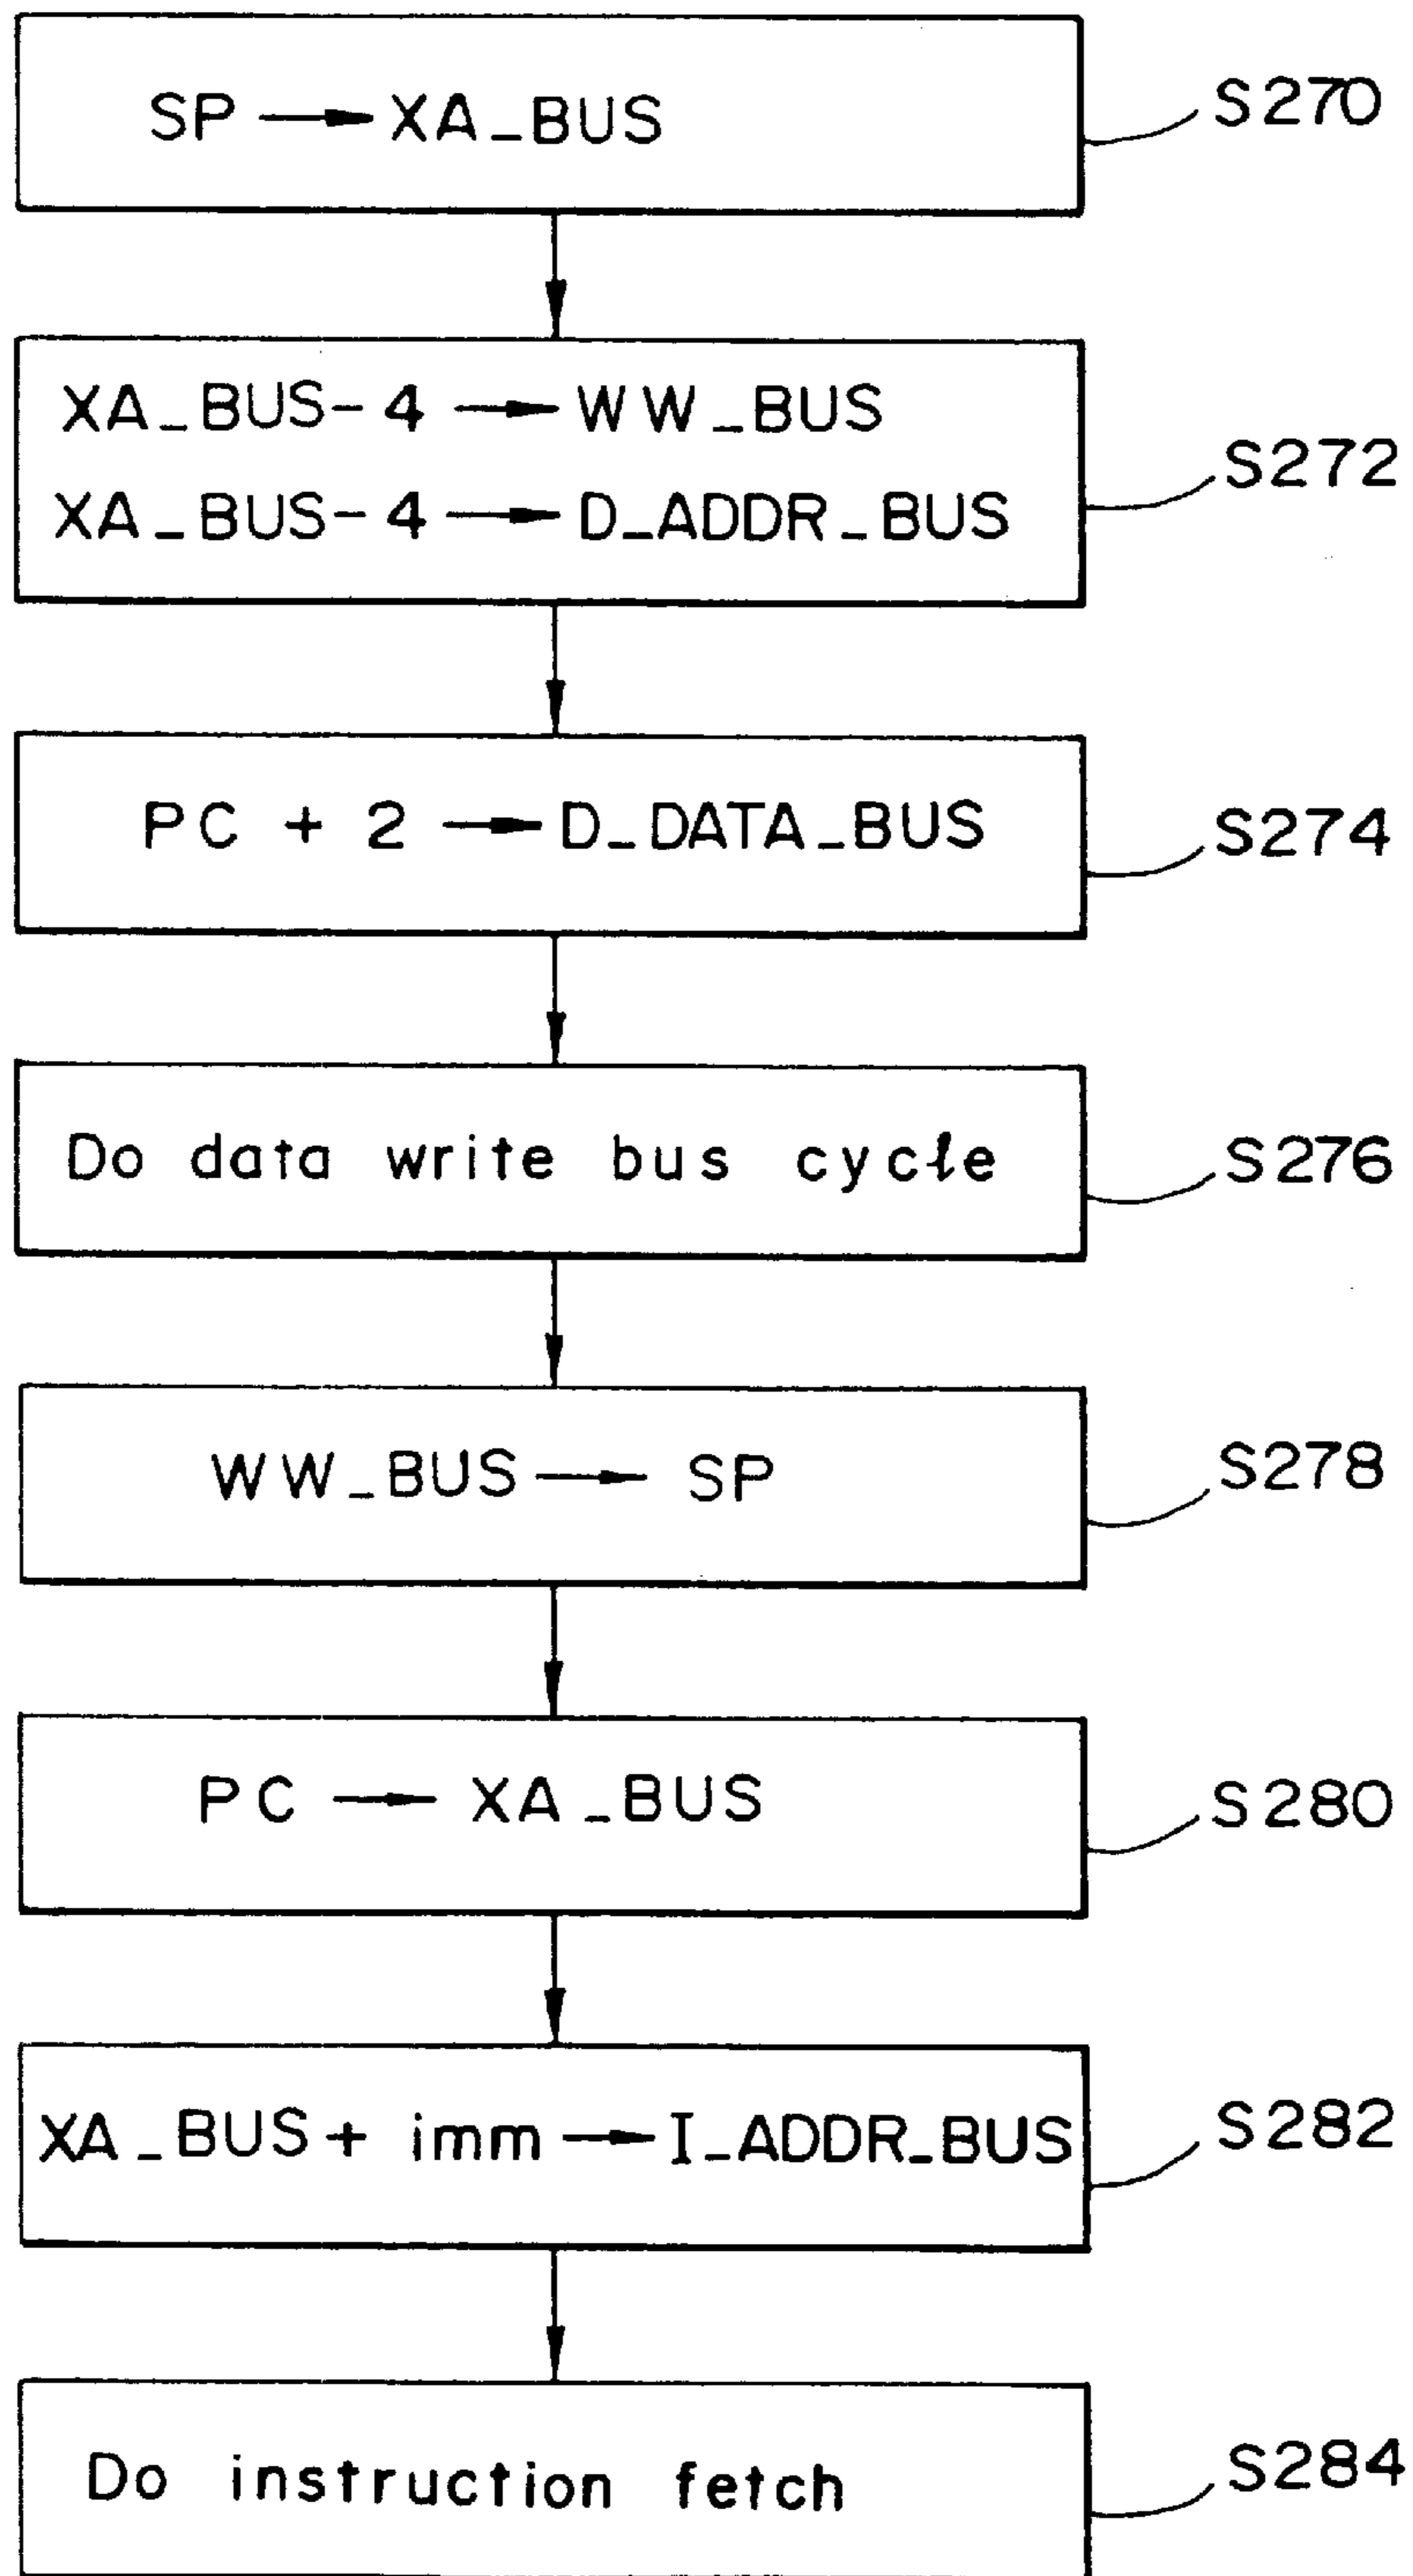 SP → XA_BUS
S270
XA_BUS-4 → WW_BUS
XA_BUS-4 → D_ADDR_BUS
S272
PC + 2 → D_DATA_BUS
S274
Do data write bus cycle
S276
WW_BUS → SP
S278
PC → XA_BUS
S280
XA_BUS + imm → I_ADDR_BUS
S282
Do instruction fetch
S284